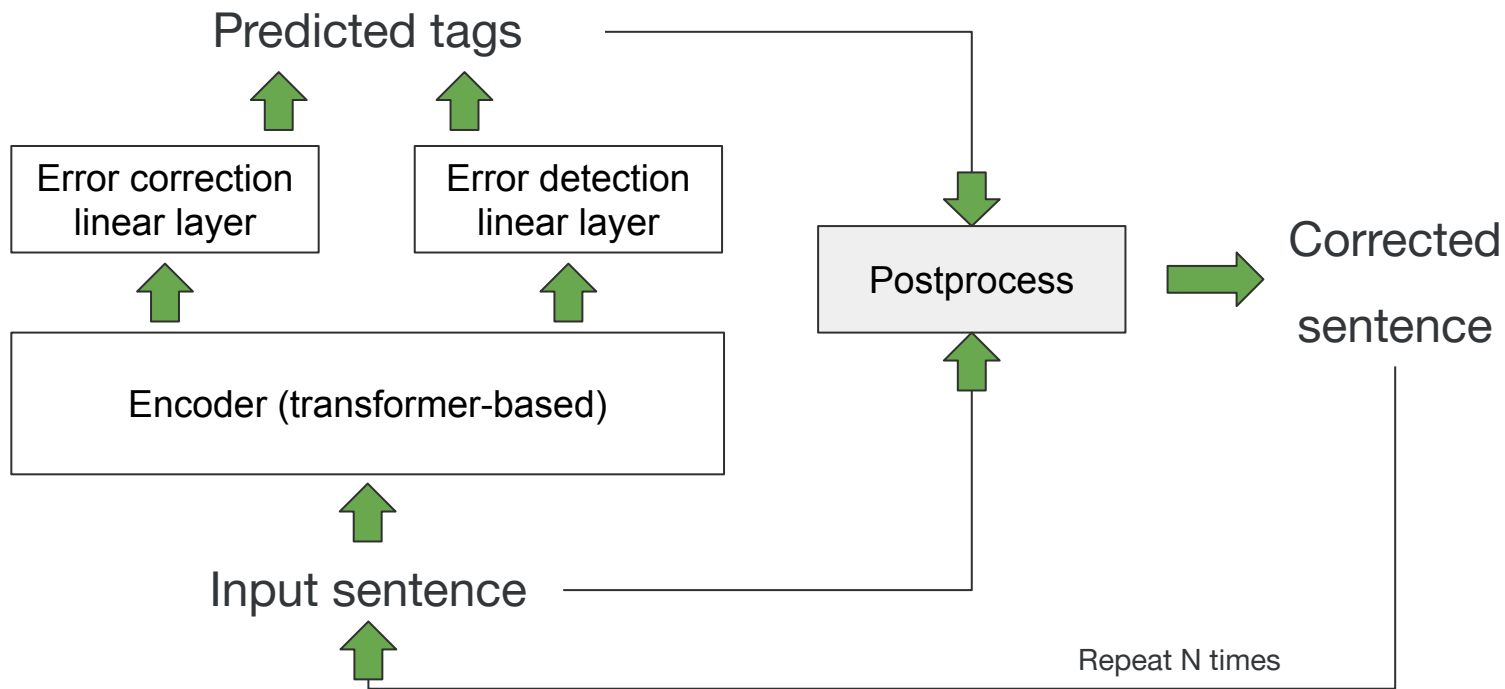 Predicted tags
Error correction
linear layer
Error detection
linear layer
Encoder (transformer-based)
Input sentence
Postprocess
Corrected
sentence
Repeat N times